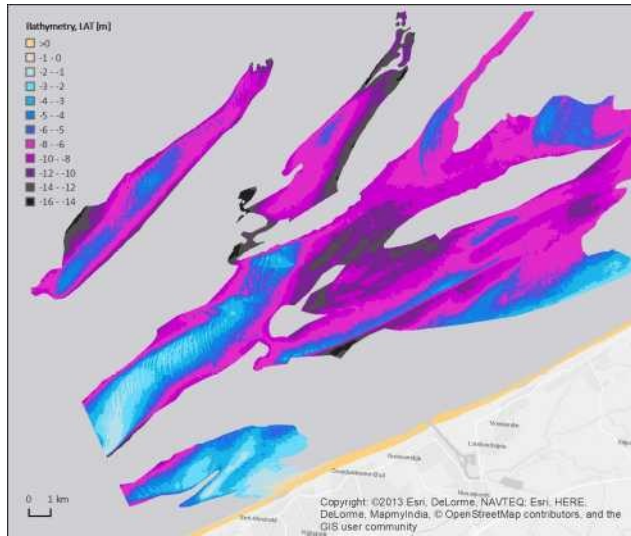 Bathymetry, LAT [m]
>0
-1 - 0
-2 - -1
-3 - -2
-4 - -3
-5 - -4
-6 - -5
-8 - -6
-10 - -8
-12 - -10
-14 - -12
-16 - -14
0 1 km
Copyright: ©2013 Esri, DeLorme, NAVTEQ; Esri, HERE,
DeLorme, MapmyIndia, © OpenStreetMap contributors, and the
GIS user community